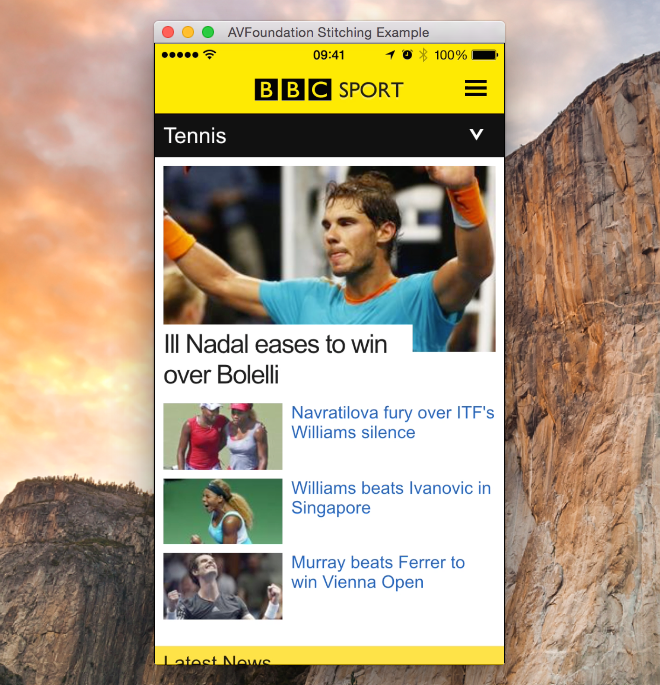 AVFoundation Stitching Example
09:41
100%
BBC SPORT
Tennis
Ill Nadal eases to win
over Bolelli
Navratilova fury over ITF's
Williams silence
Williams beats Ivanovic in
Singapore
Murray beats Ferrer to
win Vienna Open
Latest News